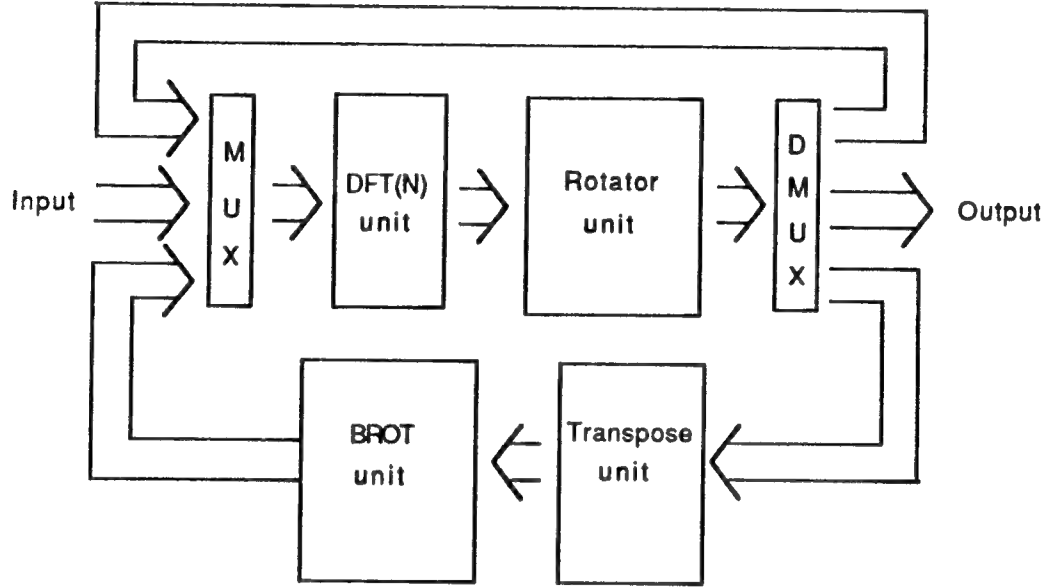 Input
M
U
X
DFT(N)
unit
Rotator
unit
D
M
U
X
Output
BROT
unit
Transpose
unit